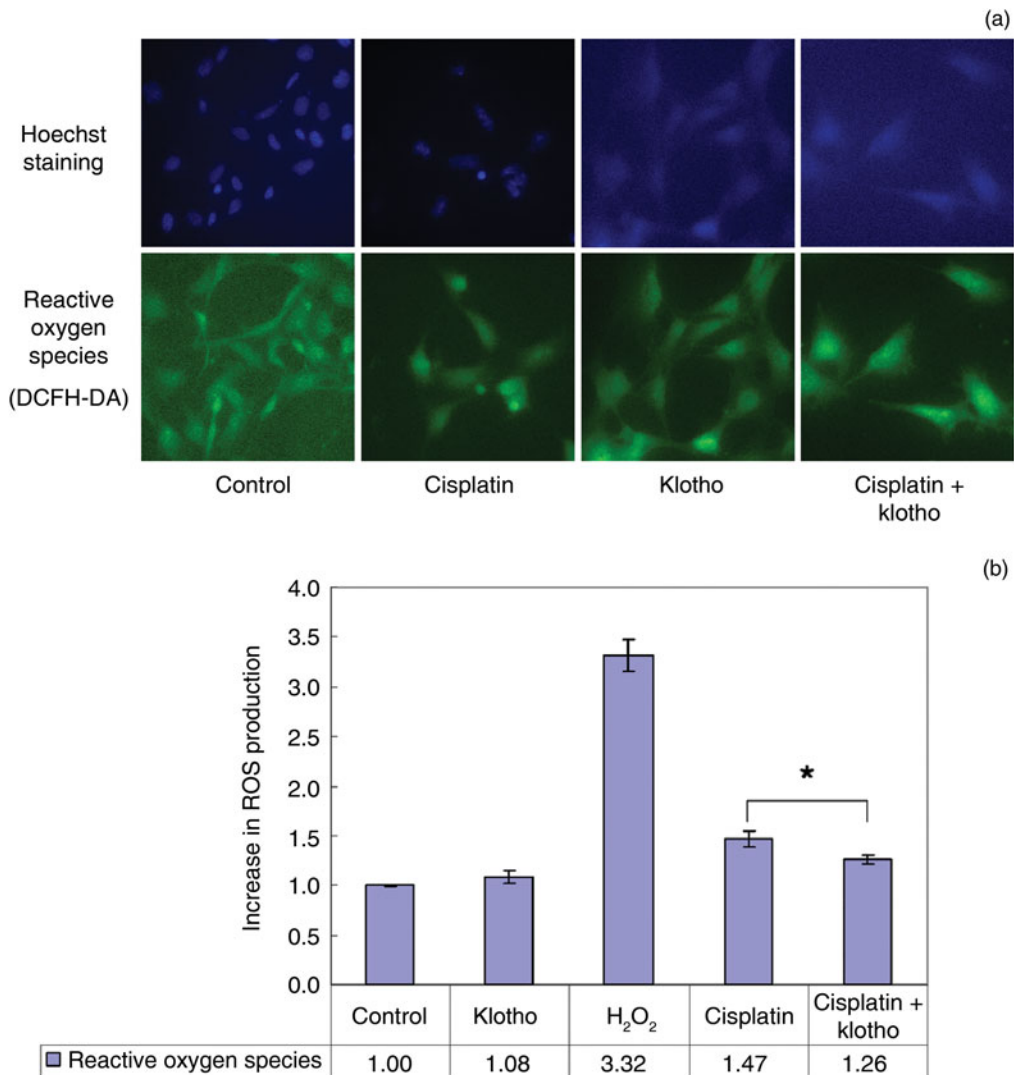 (a)
Hoechst
staining
Reactive
oxygen
species
(DCFH-DA)
Control
Cisplatin
Klotho
Cisplatin +
klotho
(b)
Increase in ROS production
4.0
3.5
3.0
2.5
2.0
1.5
1.0
0.5
0.0
*
Control
Klotho
H₂O₂
Cisplatin
Cisplatin +
klotho
Reactive oxygen species 1.00 1.08 3.32 1.47 1.26